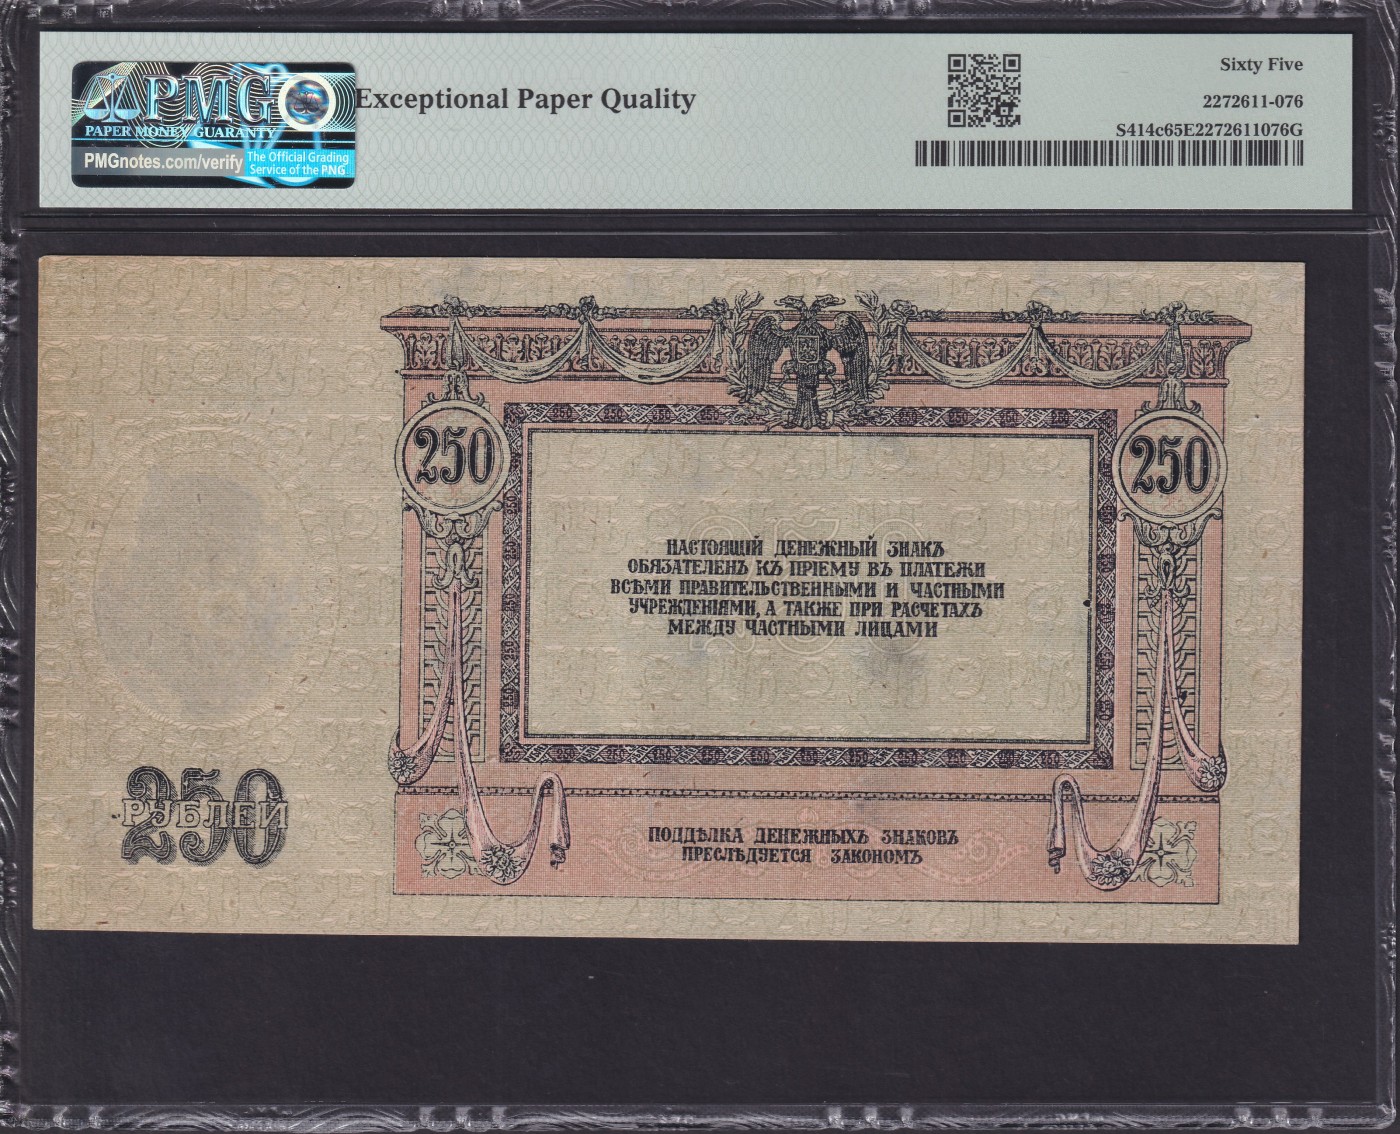 PMG
PAPER MONEY GUARANTY
PMGnotes.com/verify
The Official Grading
Service of the PNG
Exceptional Paper Quality
Sixty Five
2272611-076
S414c65E2272611076G
250
250
НАСТОЯЩІЙ ДЕНЕЖНЫЙ ЗНАКЪ
ОБЯЗАТЕЛЕНЪ КЪ ПРІЕМУ ВЪ ПЛАТЕЖИ
ВСѢМИ ПРАВИТЕЛЬСТВЕННЫМИ И ЧАСТНЫМИ
УЧРЕЖДЕНІЯМИ, А ТАКЖЕ ПРИ РАСЧЕТАХЪ
МЕЖДУ ЧАСТНЫМИ ЛИЦАМИ
250
РУБЛЕЙ
ПОДДѢЛКА ДЕНЕЖНЫХЪ ЗНАКОВЪ
ПРЕСЛѢДУЕТСЯ ЗАКОНОМЪ